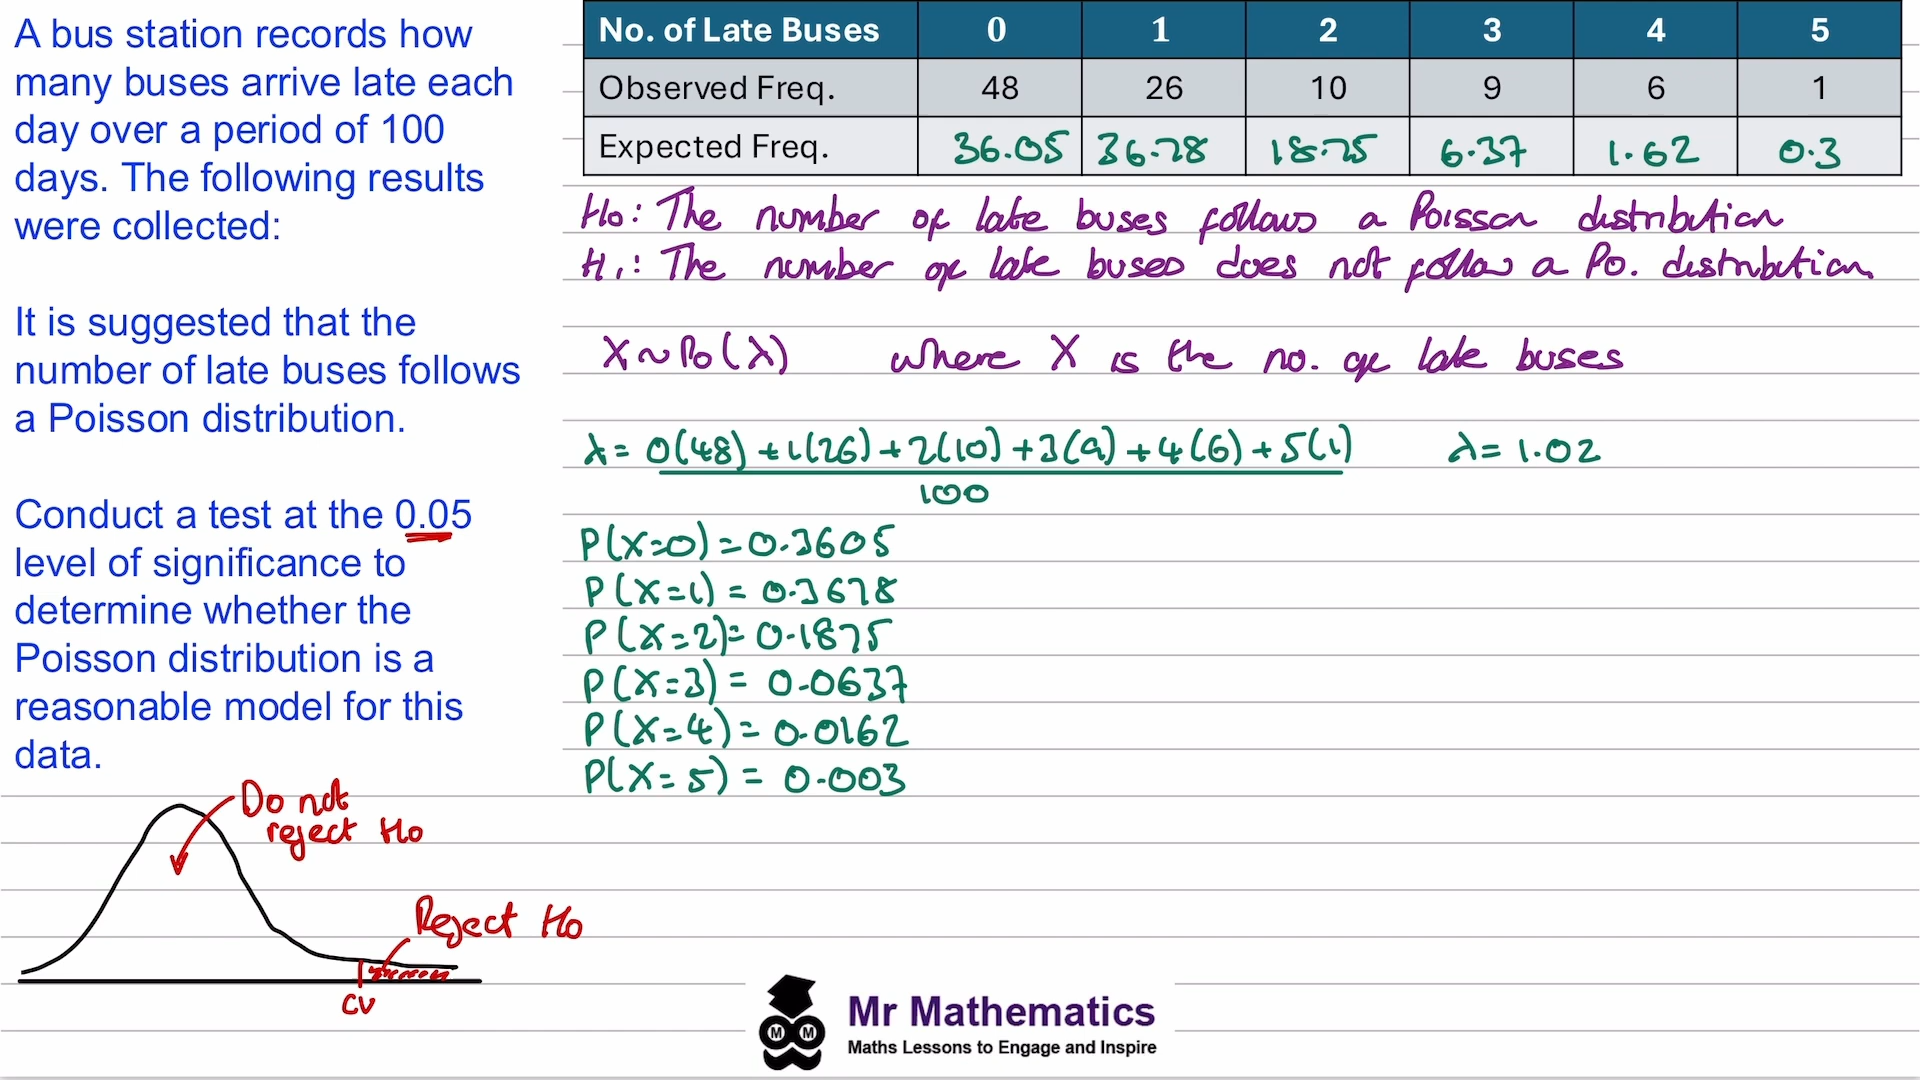 A bus station records how
many buses arrive late each
day over a period of 100
days. The following results
were collected:
It is suggested that the
number of late buses follows
a Poisson distribution.
Conduct a test at the 0.05
level of significance to
determine whether the
Poisson distribution is a
reasonable model for this
data.
Do not
reject H0
Reject H0
CV
No. of Late Buses 0 1 2 3 4 5
Observed Freq. 48 26 10 9 6 1
Expected Freq. 36.05 36.78 18.75 6.37 1.62 0.3
H0: The number of late buses follows a Poisson distribution
H1: The number of late buses does not follow a Po. distribution
X~Po(λ) where X is the no. of late buses
λ= 0(48)+1(26)+2(10)+3(9)+4(6)+5(1) λ=1.02
100
P(X=0)=0.3605
P(X=1)=0.3678
P(X=2)=0.1875
P(X=3)=0.0637
P(X=4)=0.0162
P(X=5)=0.003
M M
Mr Mathematics
Maths Lessons to Engage and Inspire